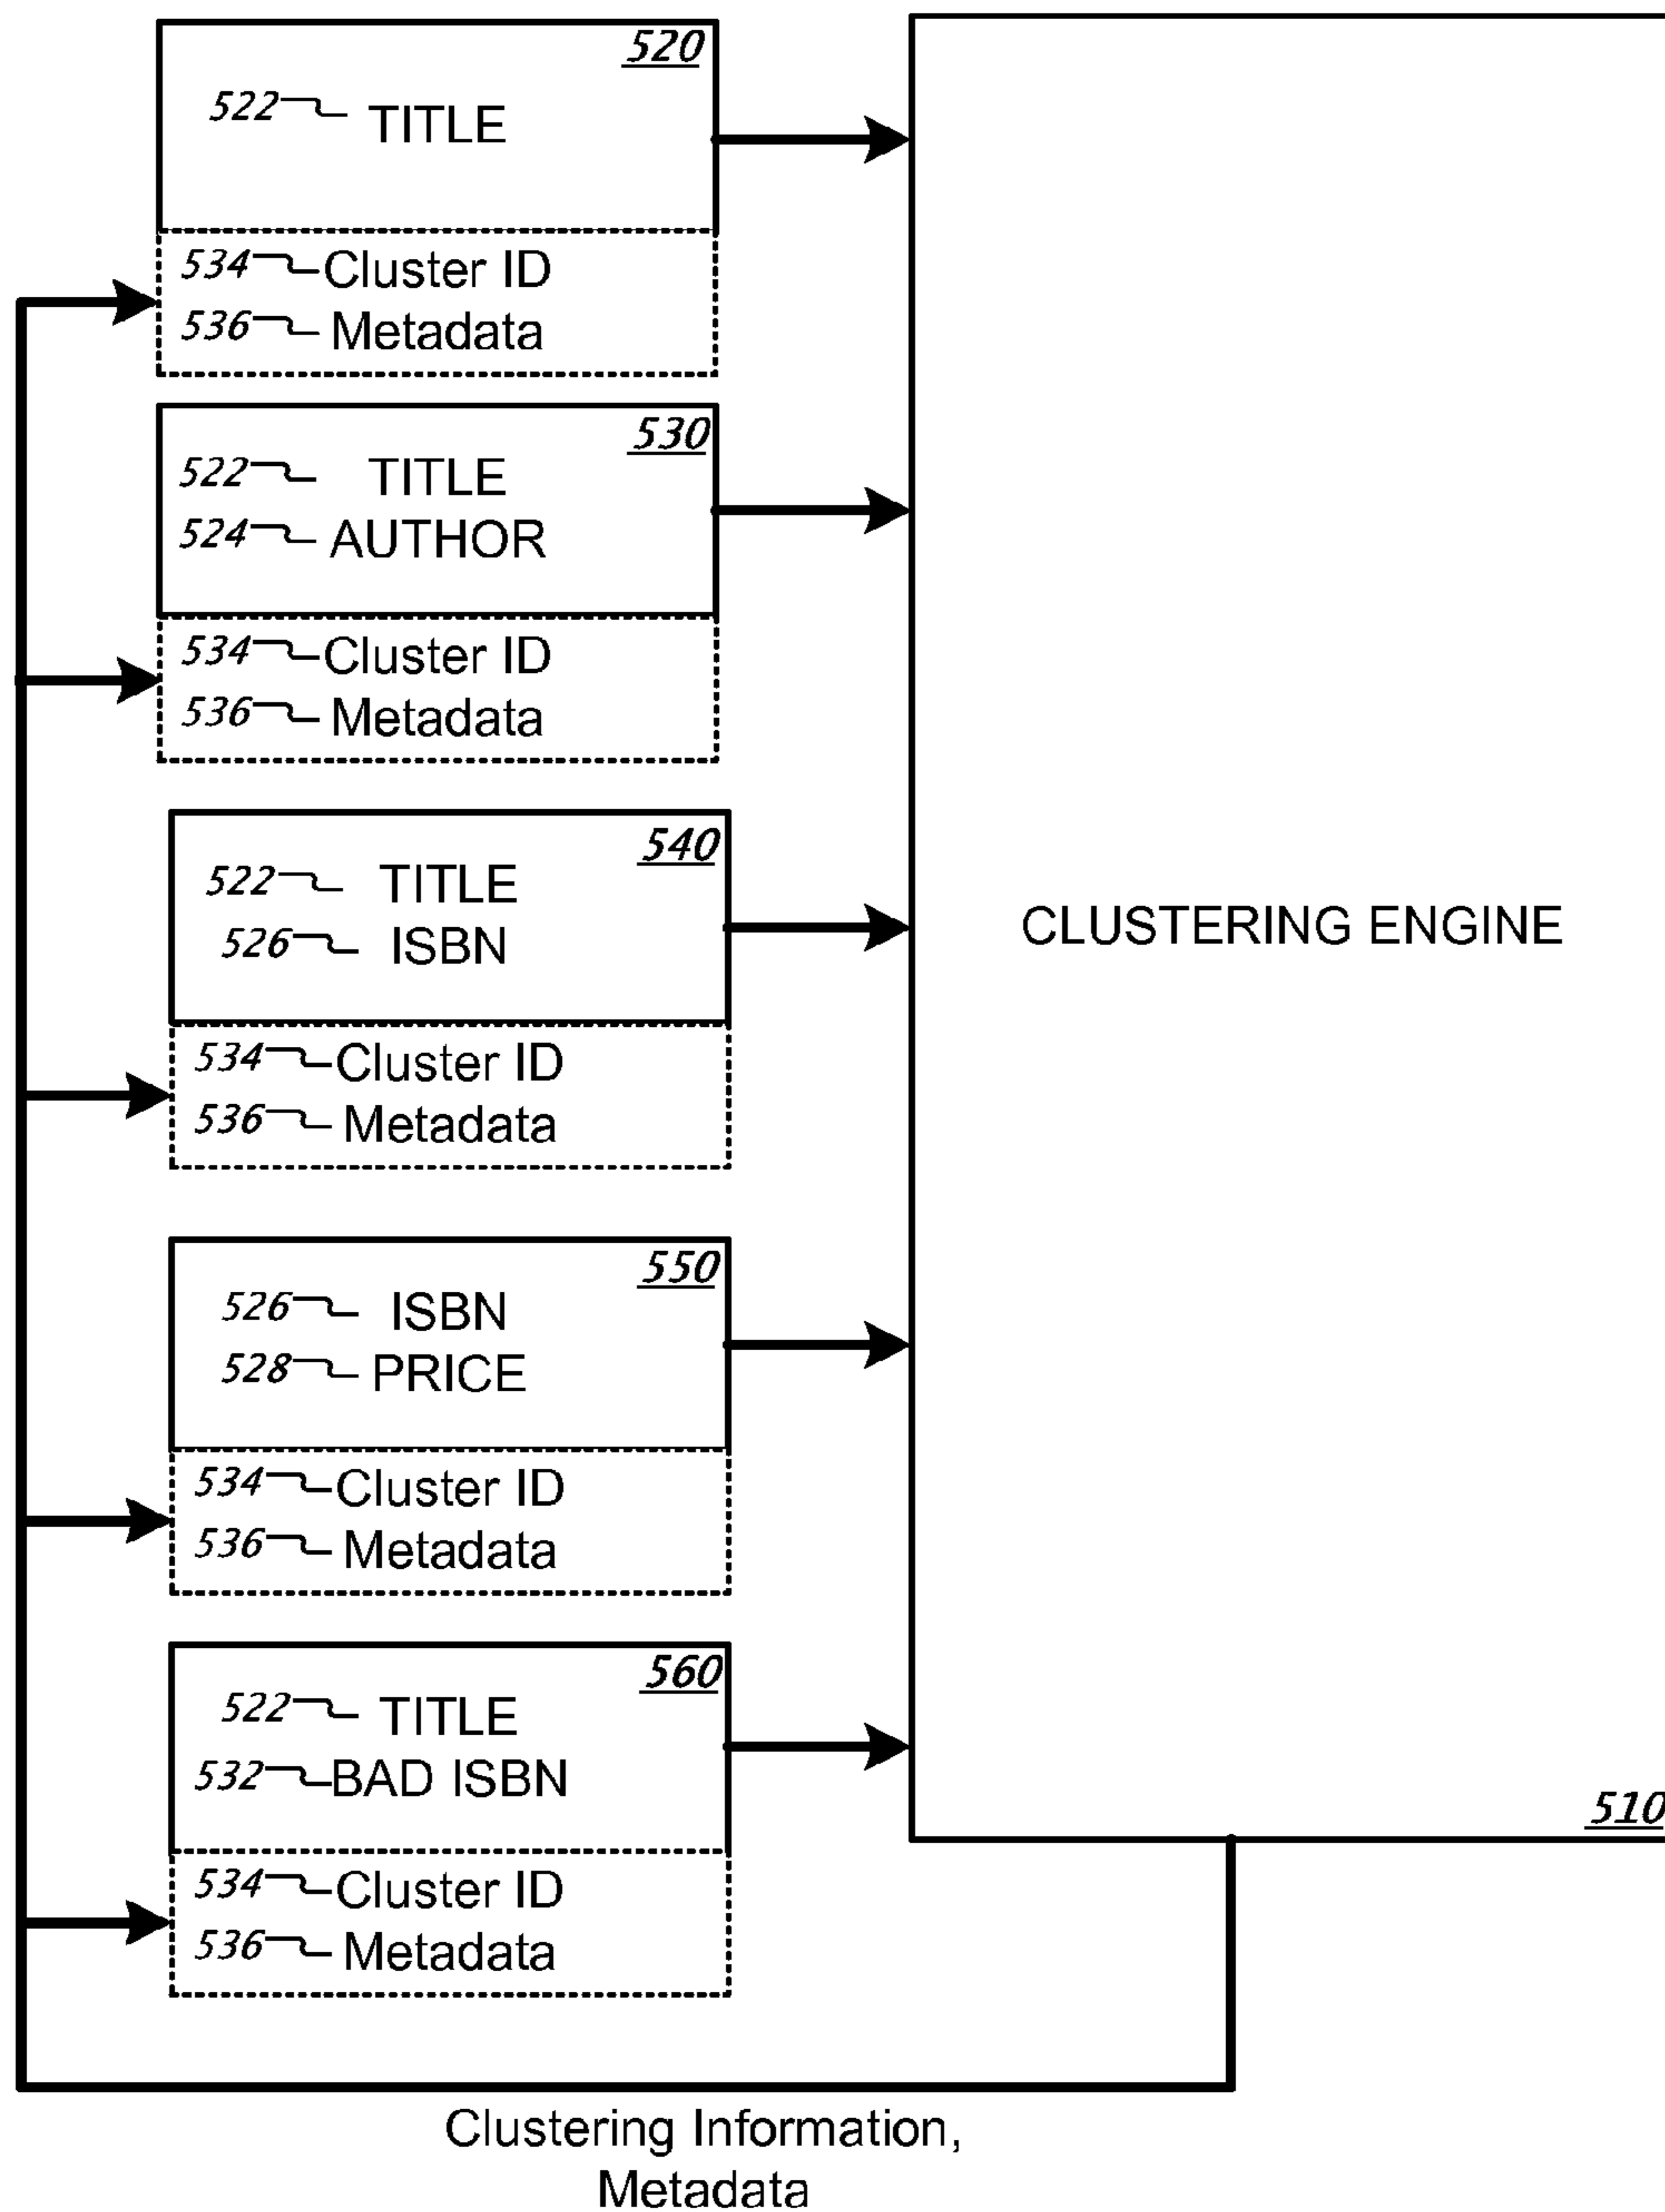 520
522 TITLE
534 Cluster ID
536 Metadata
530
522 TITLE
524 AUTHOR
534 Cluster ID
536 Metadata
540
522 TITLE
526 ISBN
CLUSTERING ENGINE
534 Cluster ID
536 Metadata
550
526 ISBN
528 PRICE
534 Cluster ID
536 Metadata
560
522 TITLE
532 BAD ISBN
510
534 Cluster ID
536 Metadata
Clustering Information,
Metadata